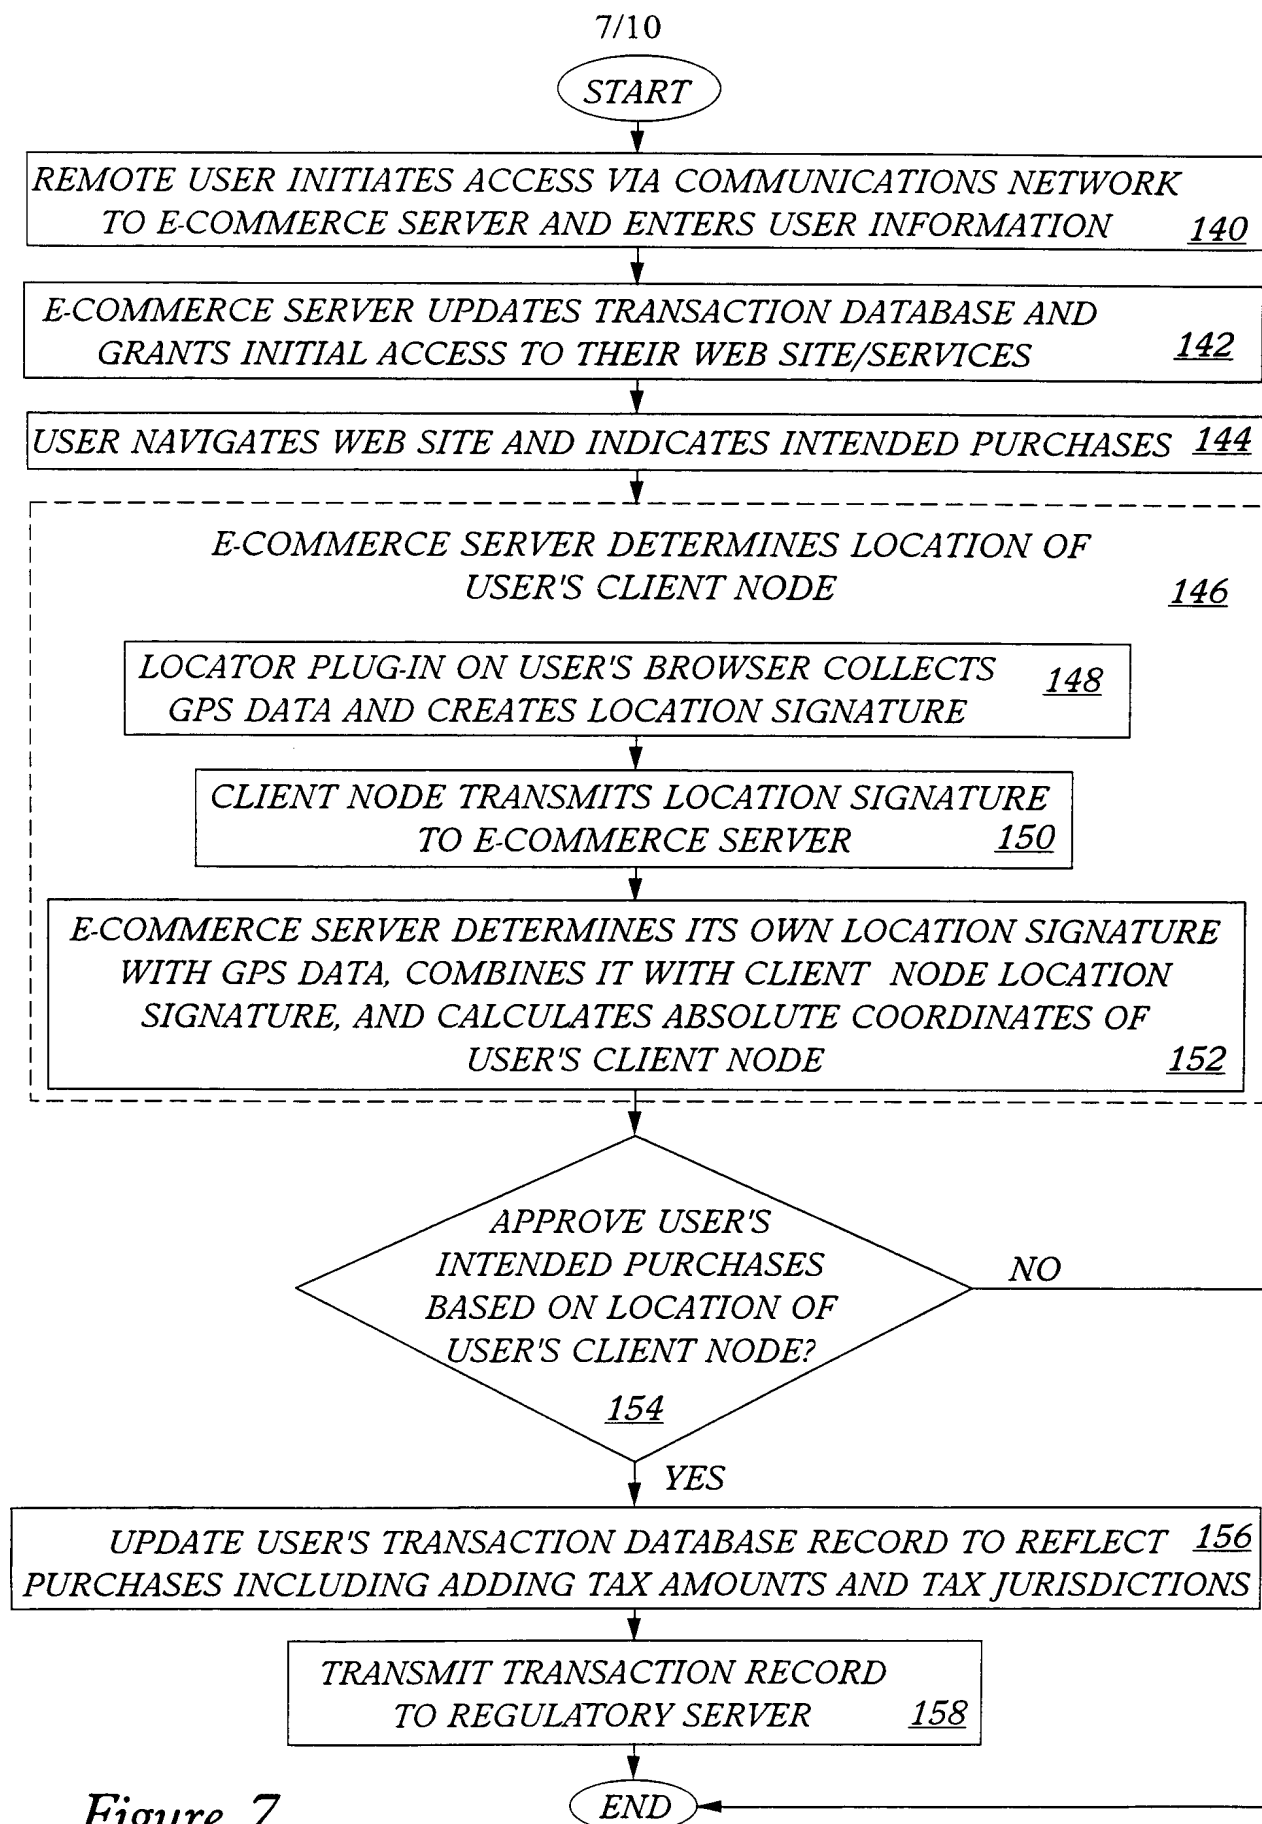 7/10
START
REMOTE USER INITIATES ACCESS VIA COMMUNICATIONS NETWORK
TO E-COMMERCE SERVER AND ENTERS USER INFORMATION 140
E-COMMERCE SERVER UPDATES TRANSACTION DATABASE AND
GRANTS INITIAL ACCESS TO THEIR WEB SITE/SERVICES 142
USER NAVIGATES WEB SITE AND INDICATES INTENDED PURCHASES 144
E-COMMERCE SERVER DETERMINES LOCATION OF
USER'S CLIENT NODE 146
LOCATOR PLUG-IN ON USER'S BROWSER COLLECTS 148
GPS DATA AND CREATES LOCATION SIGNATURE
CLIENT NODE TRANSMITS LOCATION SIGNATURE
TO E-COMMERCE SERVER 150
E-COMMERCE SERVER DETERMINES ITS OWN LOCATION SIGNATURE
WITH GPS DATA, COMBINES IT WITH CLIENT NODE LOCATION
SIGNATURE, AND CALCULATES ABSOLUTE COORDINATES OF
USER'S CLIENT NODE 152
APPROVE USER'S
INTENDED PURCHASES
BASED ON LOCATION OF
USER'S CLIENT NODE?
154
NO
YES
UPDATE USER'S TRANSACTION DATABASE RECORD TO REFLECT 156
PURCHASES INCLUDING ADDING TAX AMOUNTS AND TAX JURISDICTIONS
TRANSMIT TRANSACTION RECORD
TO REGULATORY SERVER 158
END
Figure 7